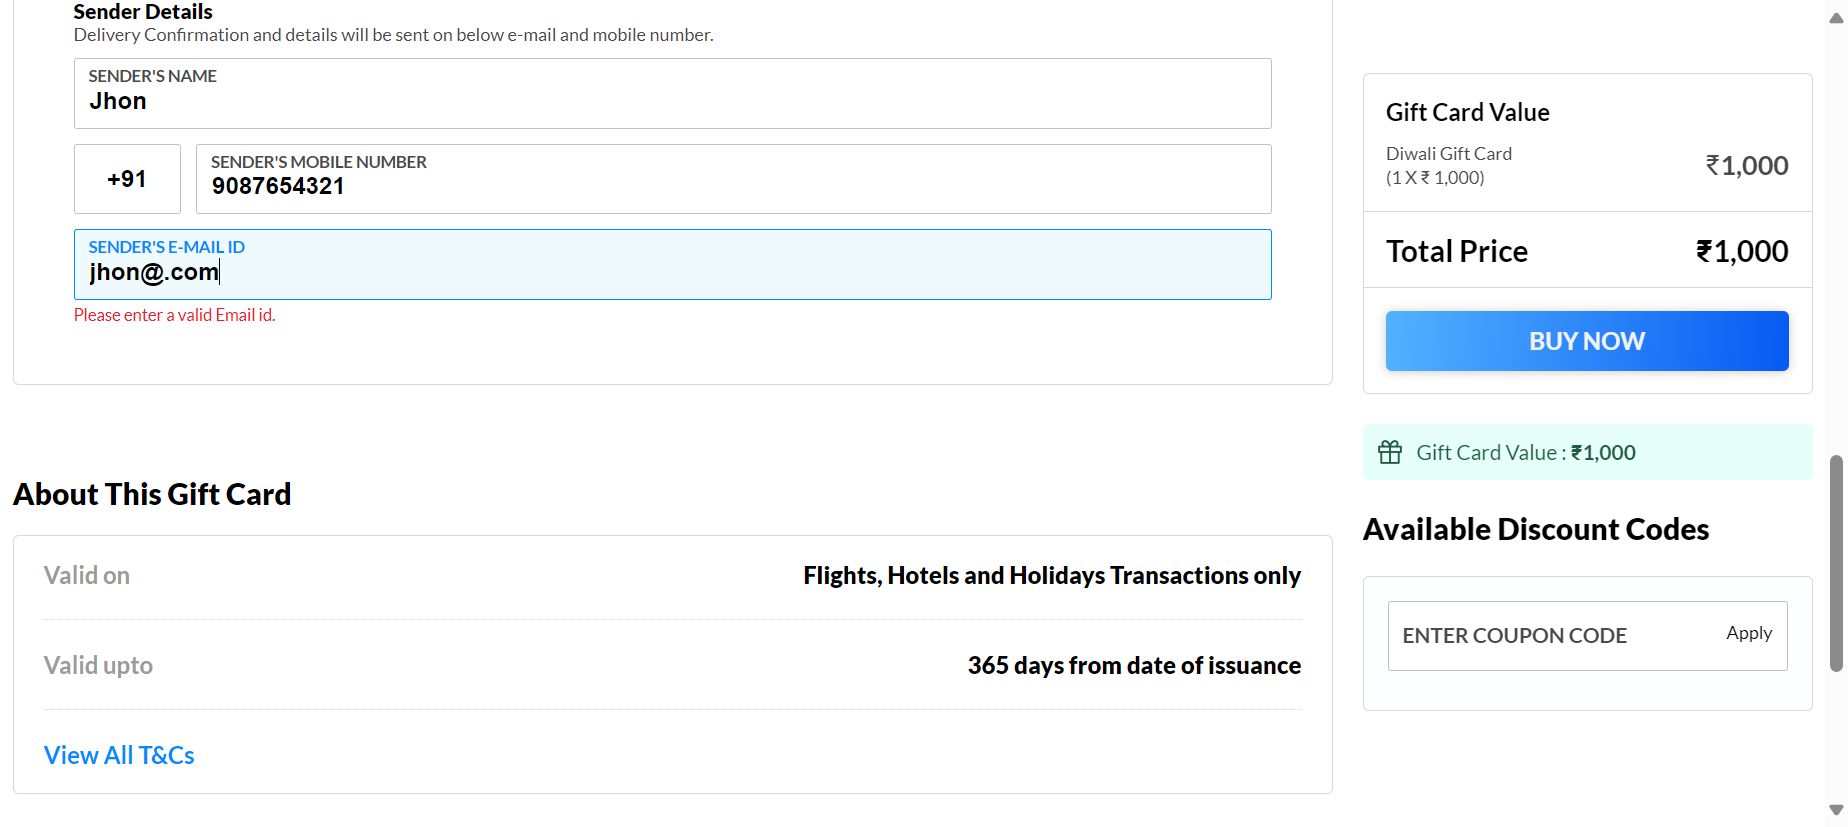 Sender Details
Delivery Confirmation and details will be sent on below e-mail and mobile number.
SENDER'S NAME
Jhon
+91
SENDER'S MOBILE NUMBER
9087654321
SENDER'S E-MAIL ID
jhon@.com
Please enter a valid Email id.
About This Gift Card
Valid on
Flights, Hotels and Holidays Transactions only
Valid upto
365 days from date of issuance
View All T&Cs
Gift Card Value
Diwali Gift Card
(1 X ₹ 1,000)
₹1,000
Total Price
₹1,000
BUY NOW
Gift Card Value : ₹1,000
Available Discount Codes
ENTER COUPON CODE
Apply